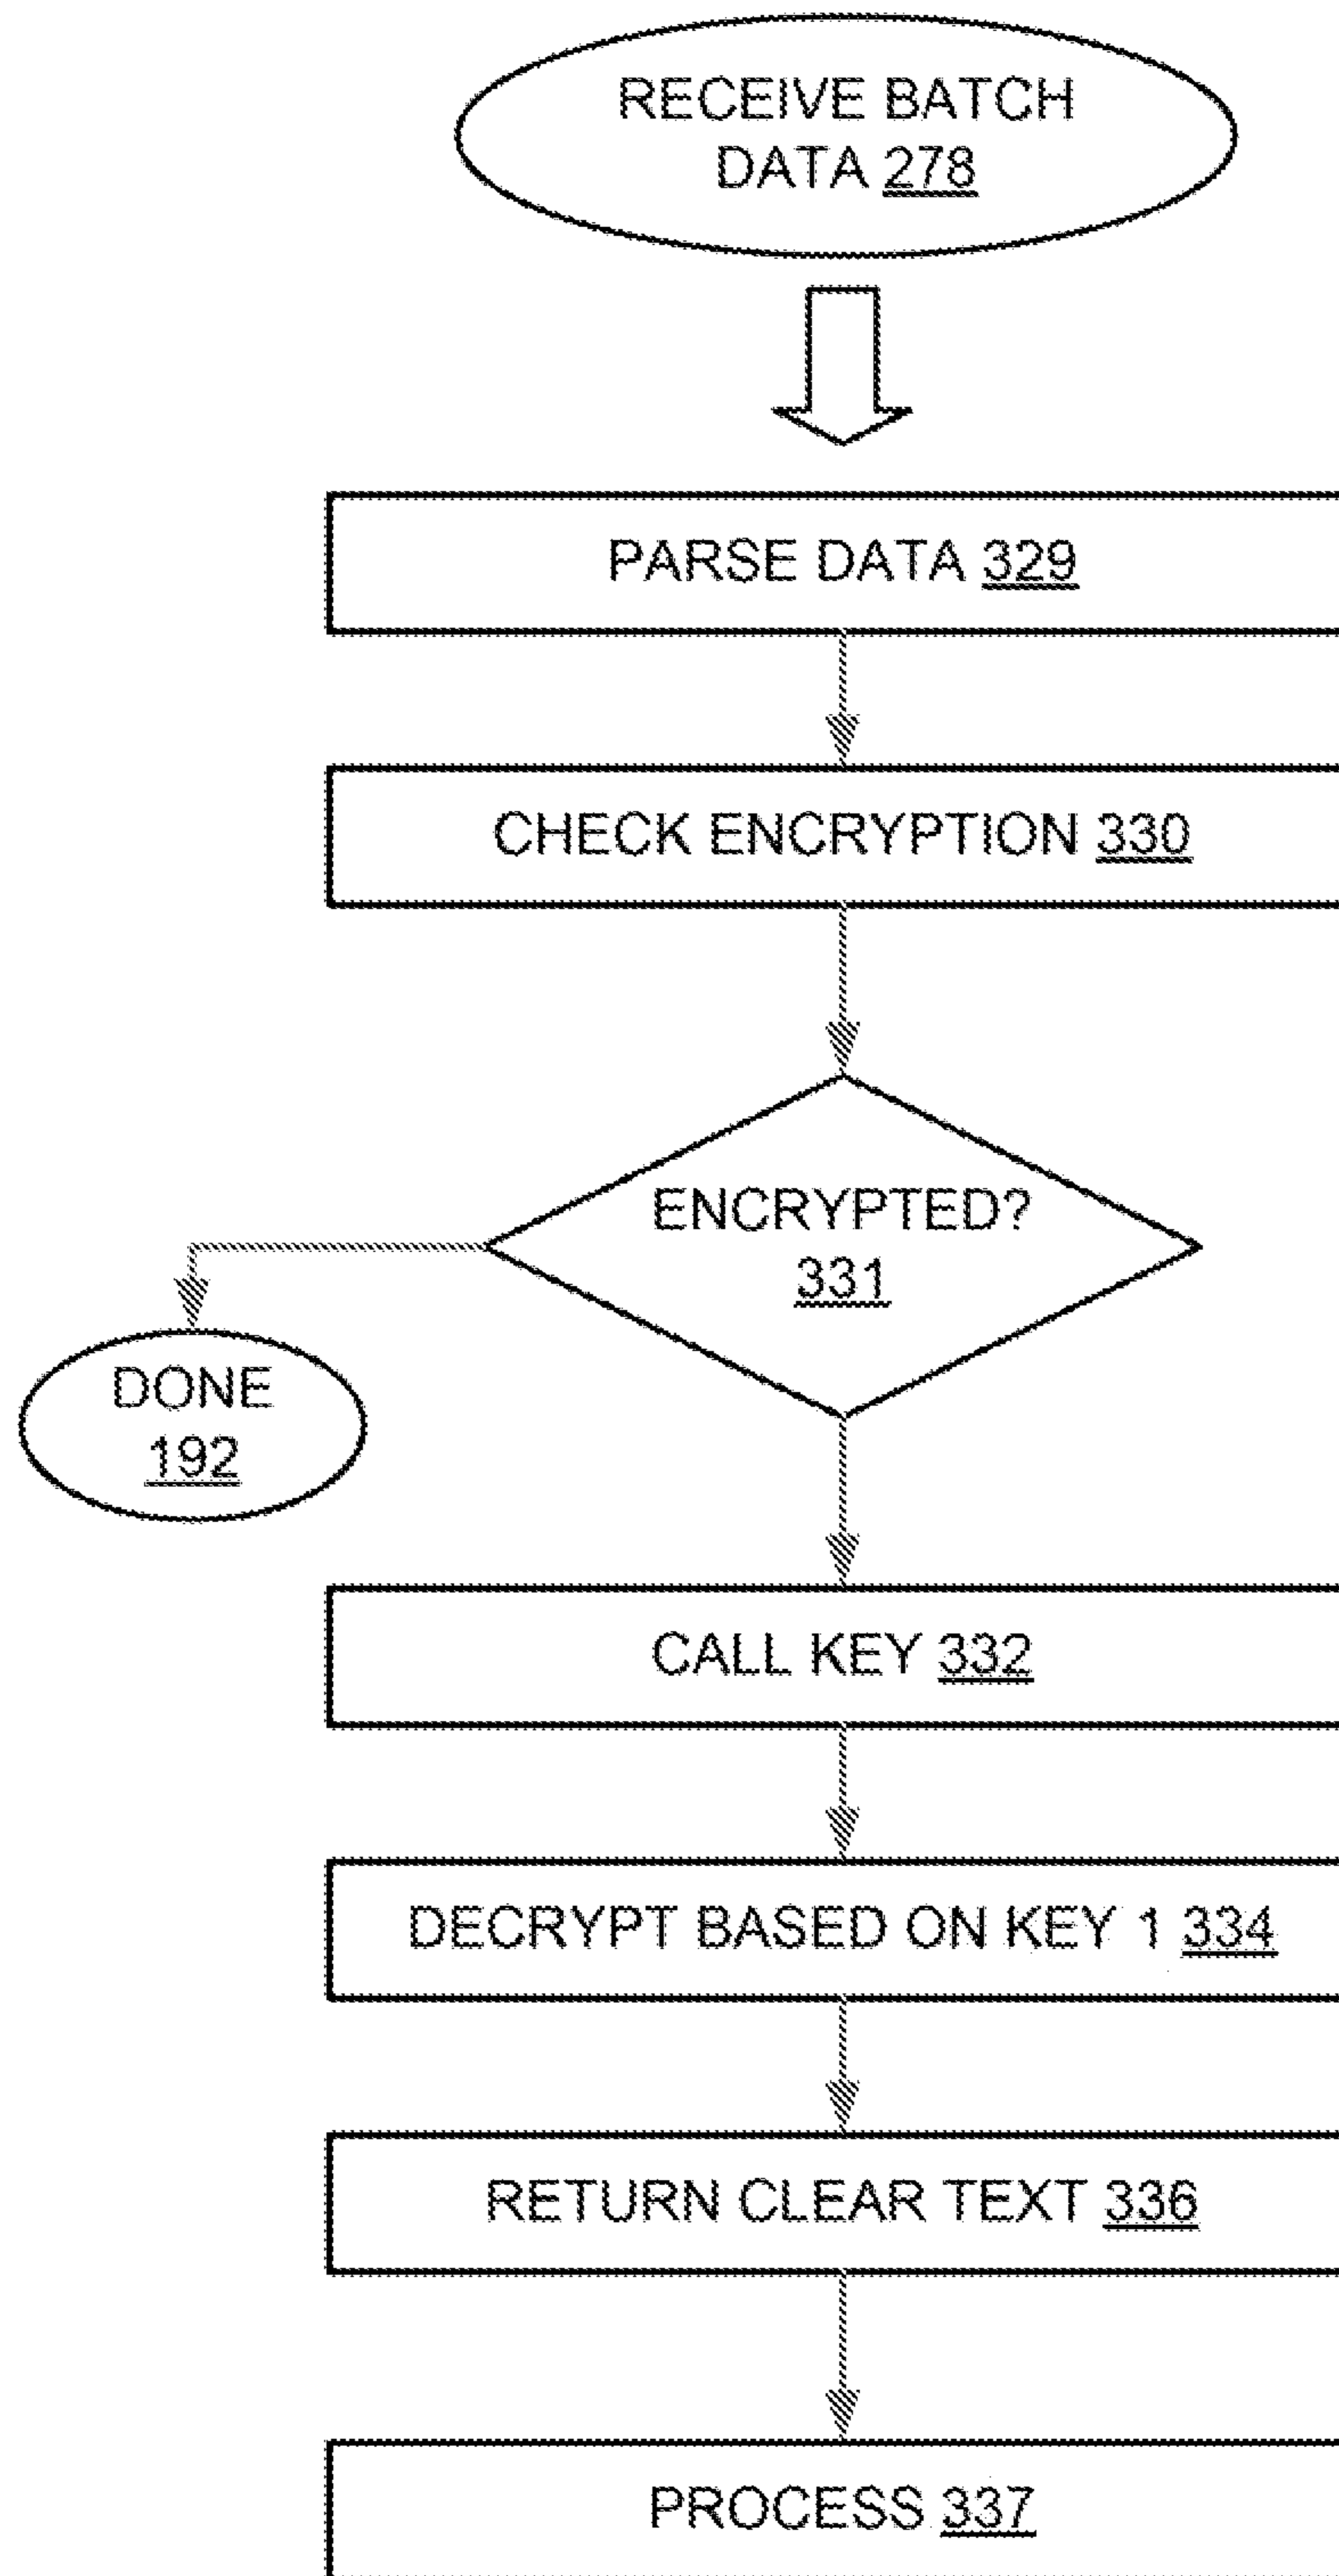 RECEIVE BATCH
DATA 278
PARSE DATA 329
CHECK ENCRYPTION 330
ENCRYPTED?
331
DONE
192
CALL KEY 332
DECRYPT BASED ON KEY 1 334
RETURN CLEAR TEXT 336
PROCESS 337